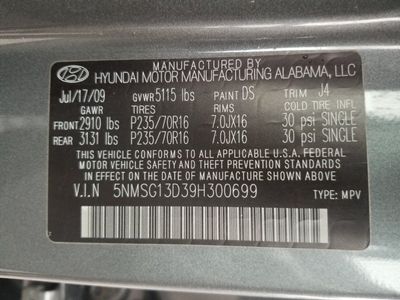 MANUFACTURED BY
HYUNDAI MOTOR MANUFACTURING ALABAMA, LLC
Jul/17/09 GVWR 5115 lbs PAINT DS TRIM J4
GAWR TIRES RIMS COLD TIRE INFL
FRONT 2910 lbs P235/70R16 7.0JX16 30 psi SINGLE
REAR 3131 lbs P235/70R16 7.0JX16 30 psi SINGLE
THIS VEHICLE CONFORMS TO ALL APPLICABLE U.S.A. FEDERAL
MOTOR VEHICLE SAFETY AND THEFT PREVENTION STANDARDS
IN EFFECT ON THE DATE OF MANUFACTURE SHOWN ABOVE.
V.I.N 5NMSG13D39H300699 TYPE: MPV